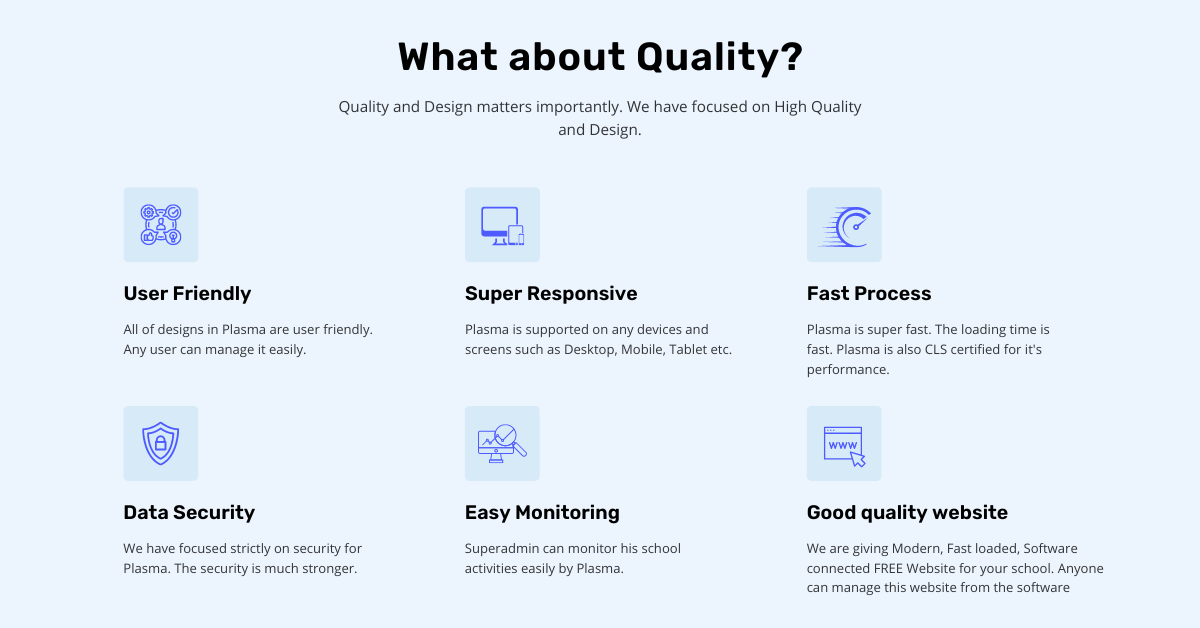 What about Quality?
Quality and Design matters importantly. We have focused on High Quality
and Design.
User Friendly
All of designs in Plasma are user friendly.
Any user can manage it easily.
Super Responsive
Plasma is supported on any devices and
screens such as Desktop, Mobile, Tablet etc.
Fast Process
Plasma is super fast. The loading time is
fast. Plasma is also CLS certified for it's
performance.
Data Security
We have focused strictly on security for
Plasma. The security is much stronger.
Easy Monitoring
Superadmin can monitor his school
activities easily by Plasma.
www
Good quality website
We are giving Modern, Fast loaded, Software
connected FREE Website for your school. Anyone
can manage this website from the software